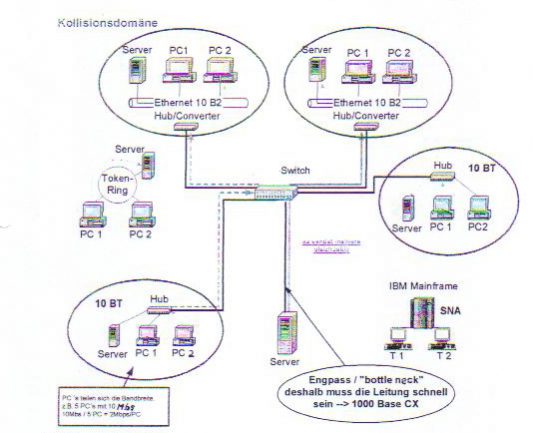 Kollisionsdomäne
Server PC1 PC 2
Ethernet 10 B2
Hub/Converter
Server PC 1 PC 2
Ethernet 10 B2
Hub/Converter
Server
Token-
Ring
PC 1 PC 2
Switch
Hub 10 BT
Server PC 1 PC2
10 BT Hub
Server PC 1 PC 2
Server
IBM Mainframe
SNA
T 1 T 2
Engpass / "bottle neck"
deshalb muss die Leitung schnell
sein --> 1000 Base CX
PC´s teilen sich die Bandbreite
z.B. 5 PC's mit 10 Mbs
10Mbs / 5 PC = 2Mbps/PC